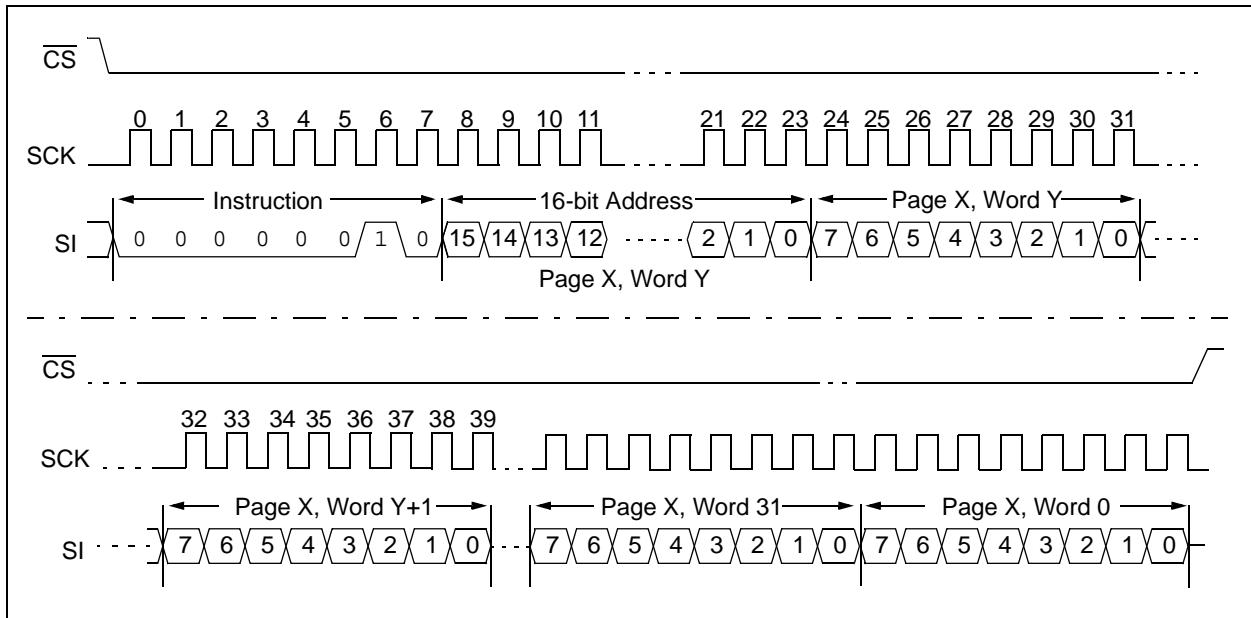 CS
0 1 2 3 4 5 6 7 8 9 10 11 21 22 23 24 25 26 27 28 29 30 31
SCK
Instruction 16-bit Address Page X, Word Y
SI 0 0 0 0 0 0 1 0 15 14 13 12 2 1 0 7 6 5 4 3 2 1 0
Page X, Word Y
CS
32 33 34 35 36 37 38 39
SCK
Page X, Word Y+1 Page X, Word 31 Page X, Word 0
SI 7 6 5 4 3 2 1 0 7 6 5 4 3 2 1 0 7 6 5 4 3 2 1 0